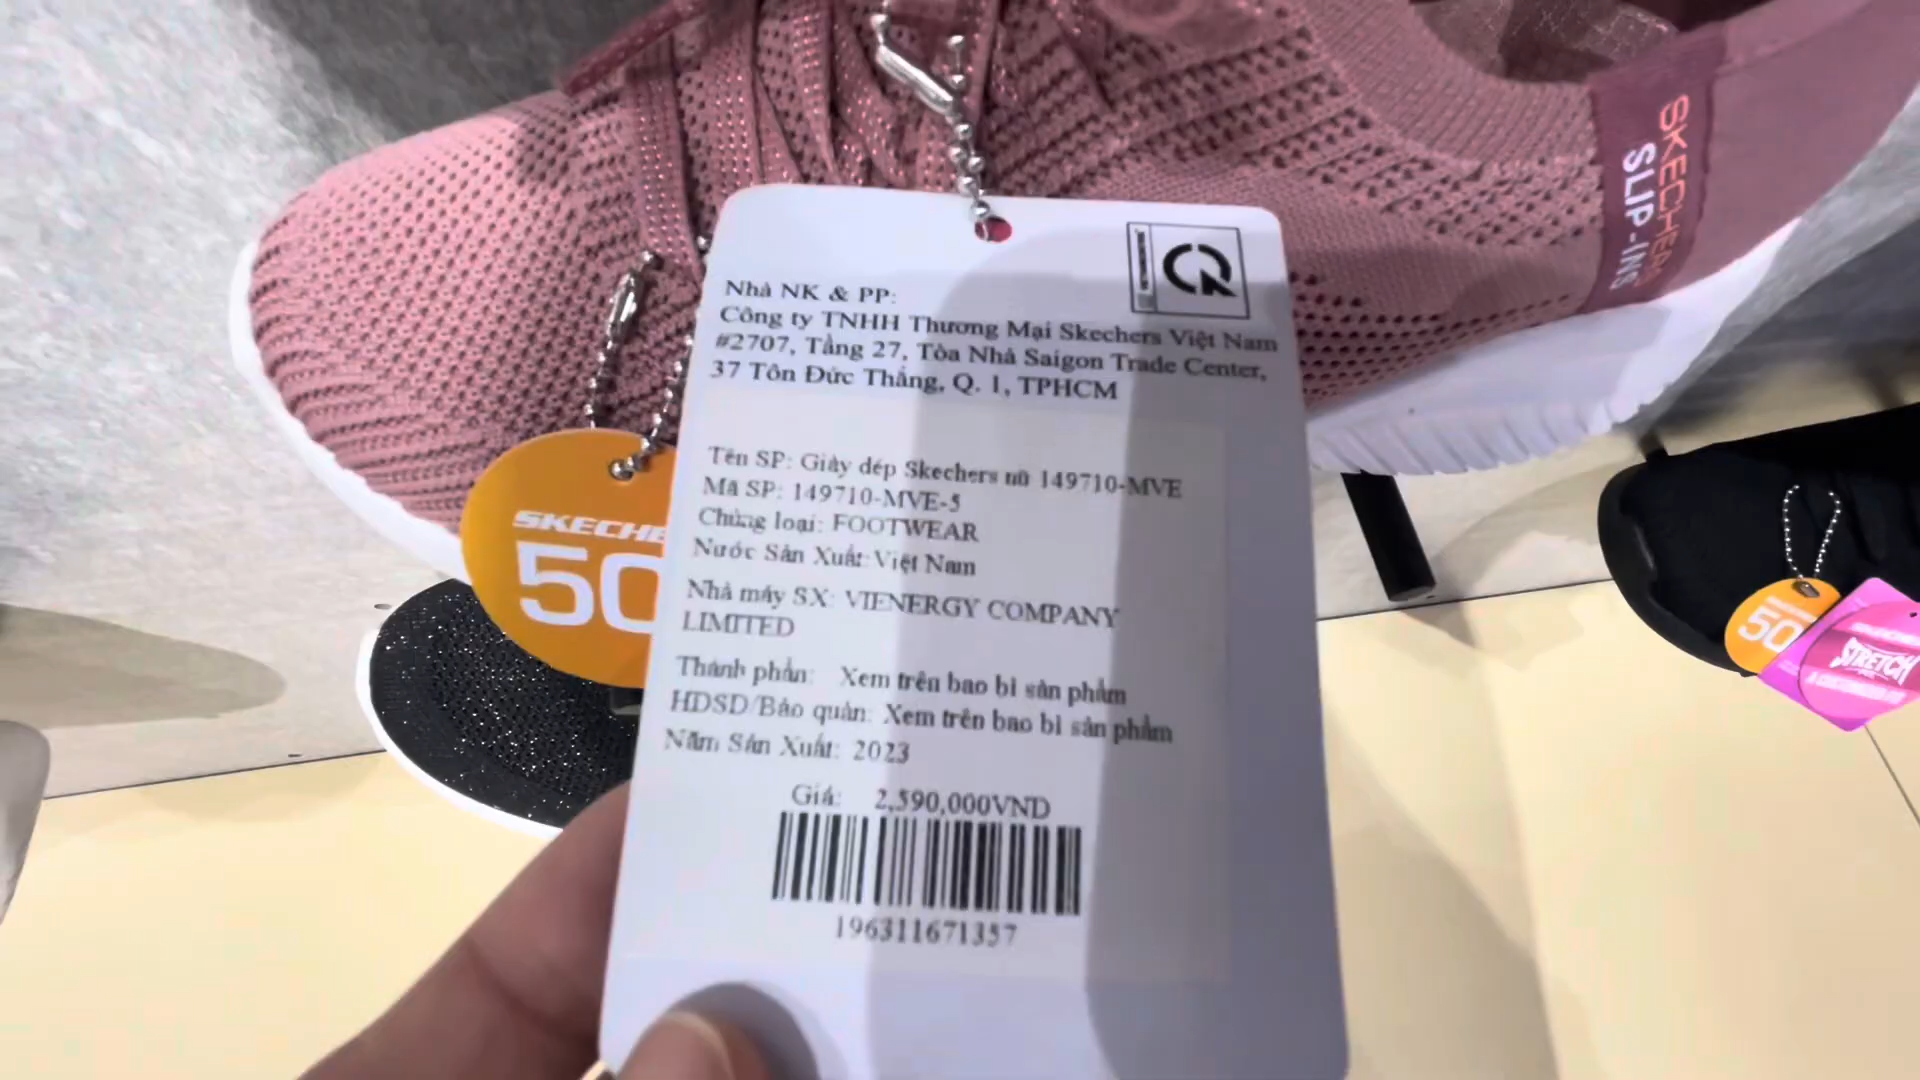 SKECHERS
SLIP-INS
Nhà NK & PP:
Công ty TNHH Thương Mại Skechers Việt Nam
#2707, Tầng 27, Tòa Nhà Saigon Trade Center,
37 Tôn Đức Thắng, Q. 1, TPHCM
Tên SP: Giày dép Skechers nữ 149710-MVE
Mã SP: 149710-MVE-5
Chủng loại: FOOTWEAR
Nước Sản Xuất: Việt Nam
Nhà máy SX: VIENERGY COMPANY
LIMITED
Thành phần: Xem trên bao bì sản phẩm
HDSD/Bảo quản: Xem trên bao bì sản phẩm
Năm Sản Xuất: 2023
Giá: 2,590,000VND
196311671357
SKECHE
50
50
STRETCH